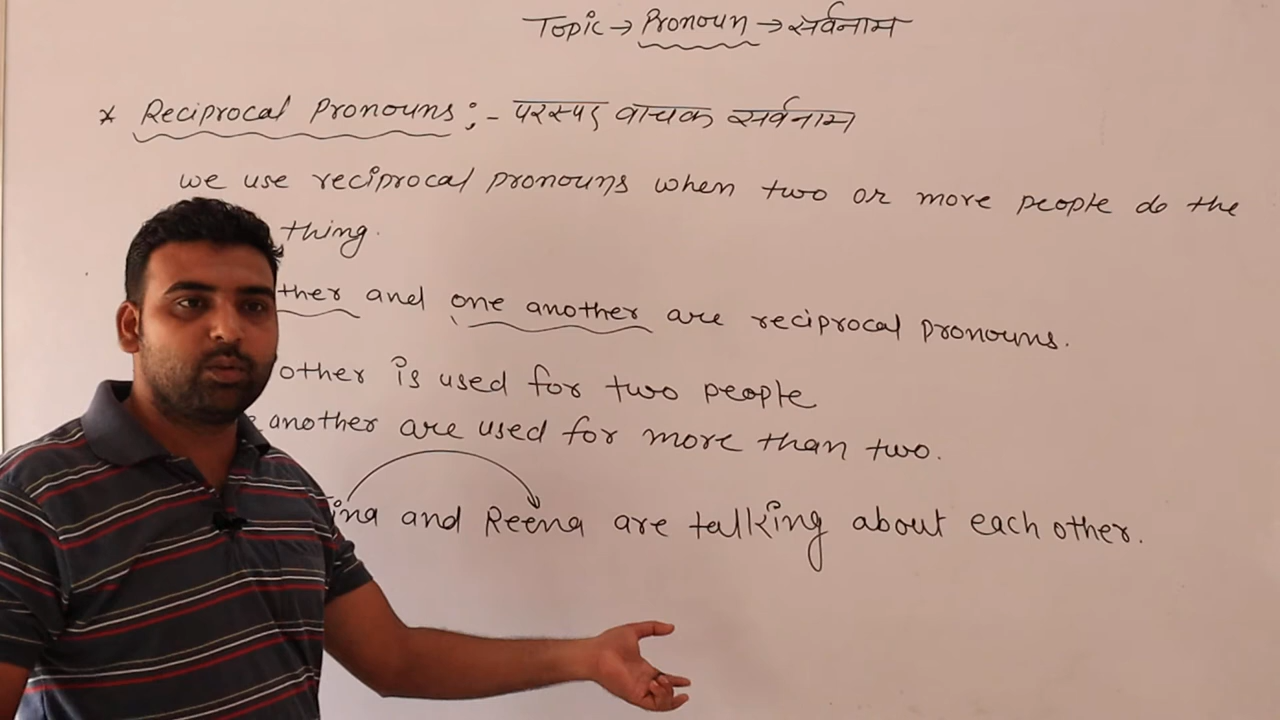 Topic → Pronoun → सर्वनाम
* Reciprocal Pronouns ;- परस्पर वाचक सर्वनाम
we use reciprocal pronouns when two or more people do the
thing.
ther and one another are reciprocal pronouns.
other is used for two people
another are used for more than two.
ina and Reena are talking about each other.